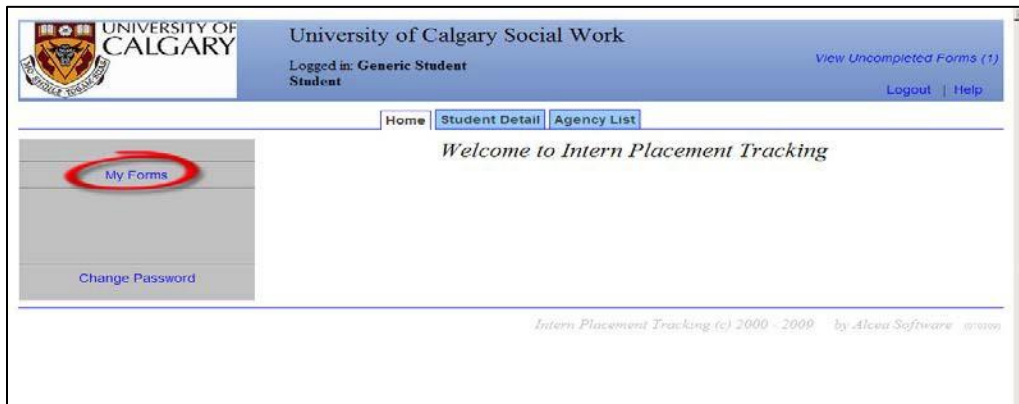 UNIVERSITY OF
CALGARY
University of Calgary Social Work
Logged in: Generic Student
Student
View Uncompleted Forms (1)
Logout | Help
Home
Student Detail
Agency List
My Forms
Change Password
Welcome to Intern Placement Tracking
Intern Placement Tracking (c) 2000 - 2009 by Alcea Software